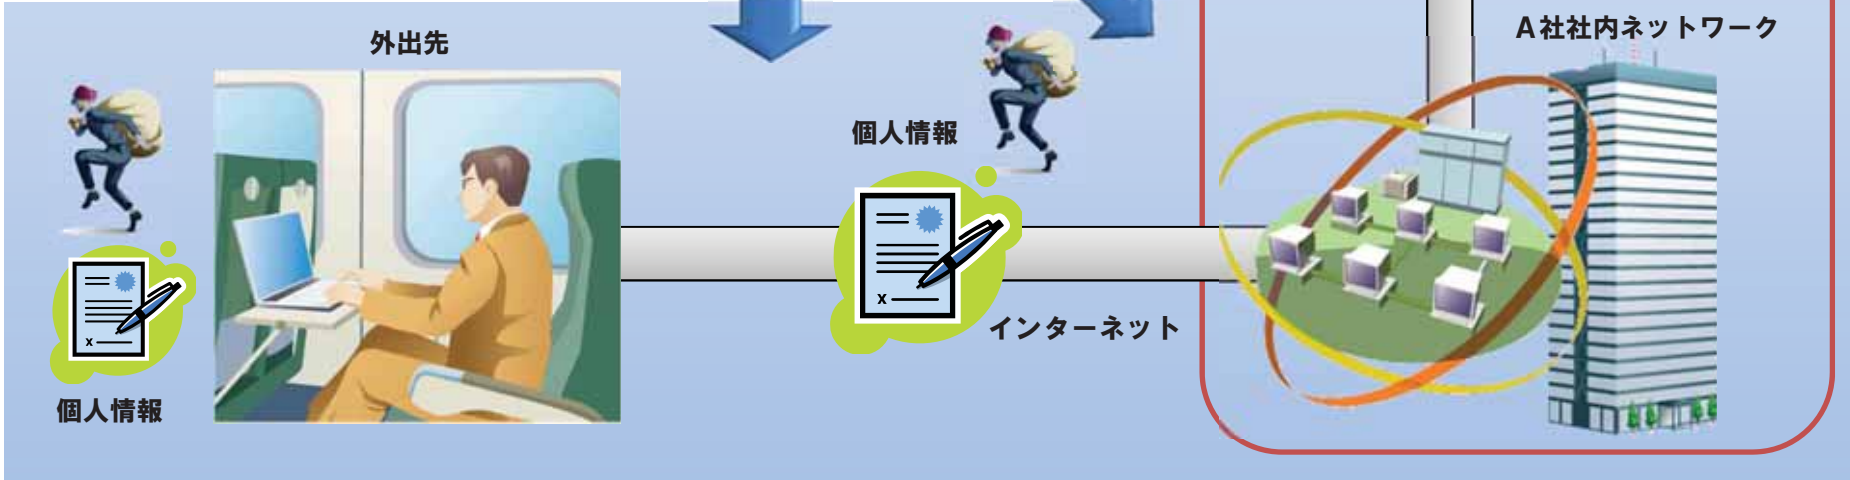 外出先
A社社内ネットワーク
個人情報
x
インターネット
x
個人情報